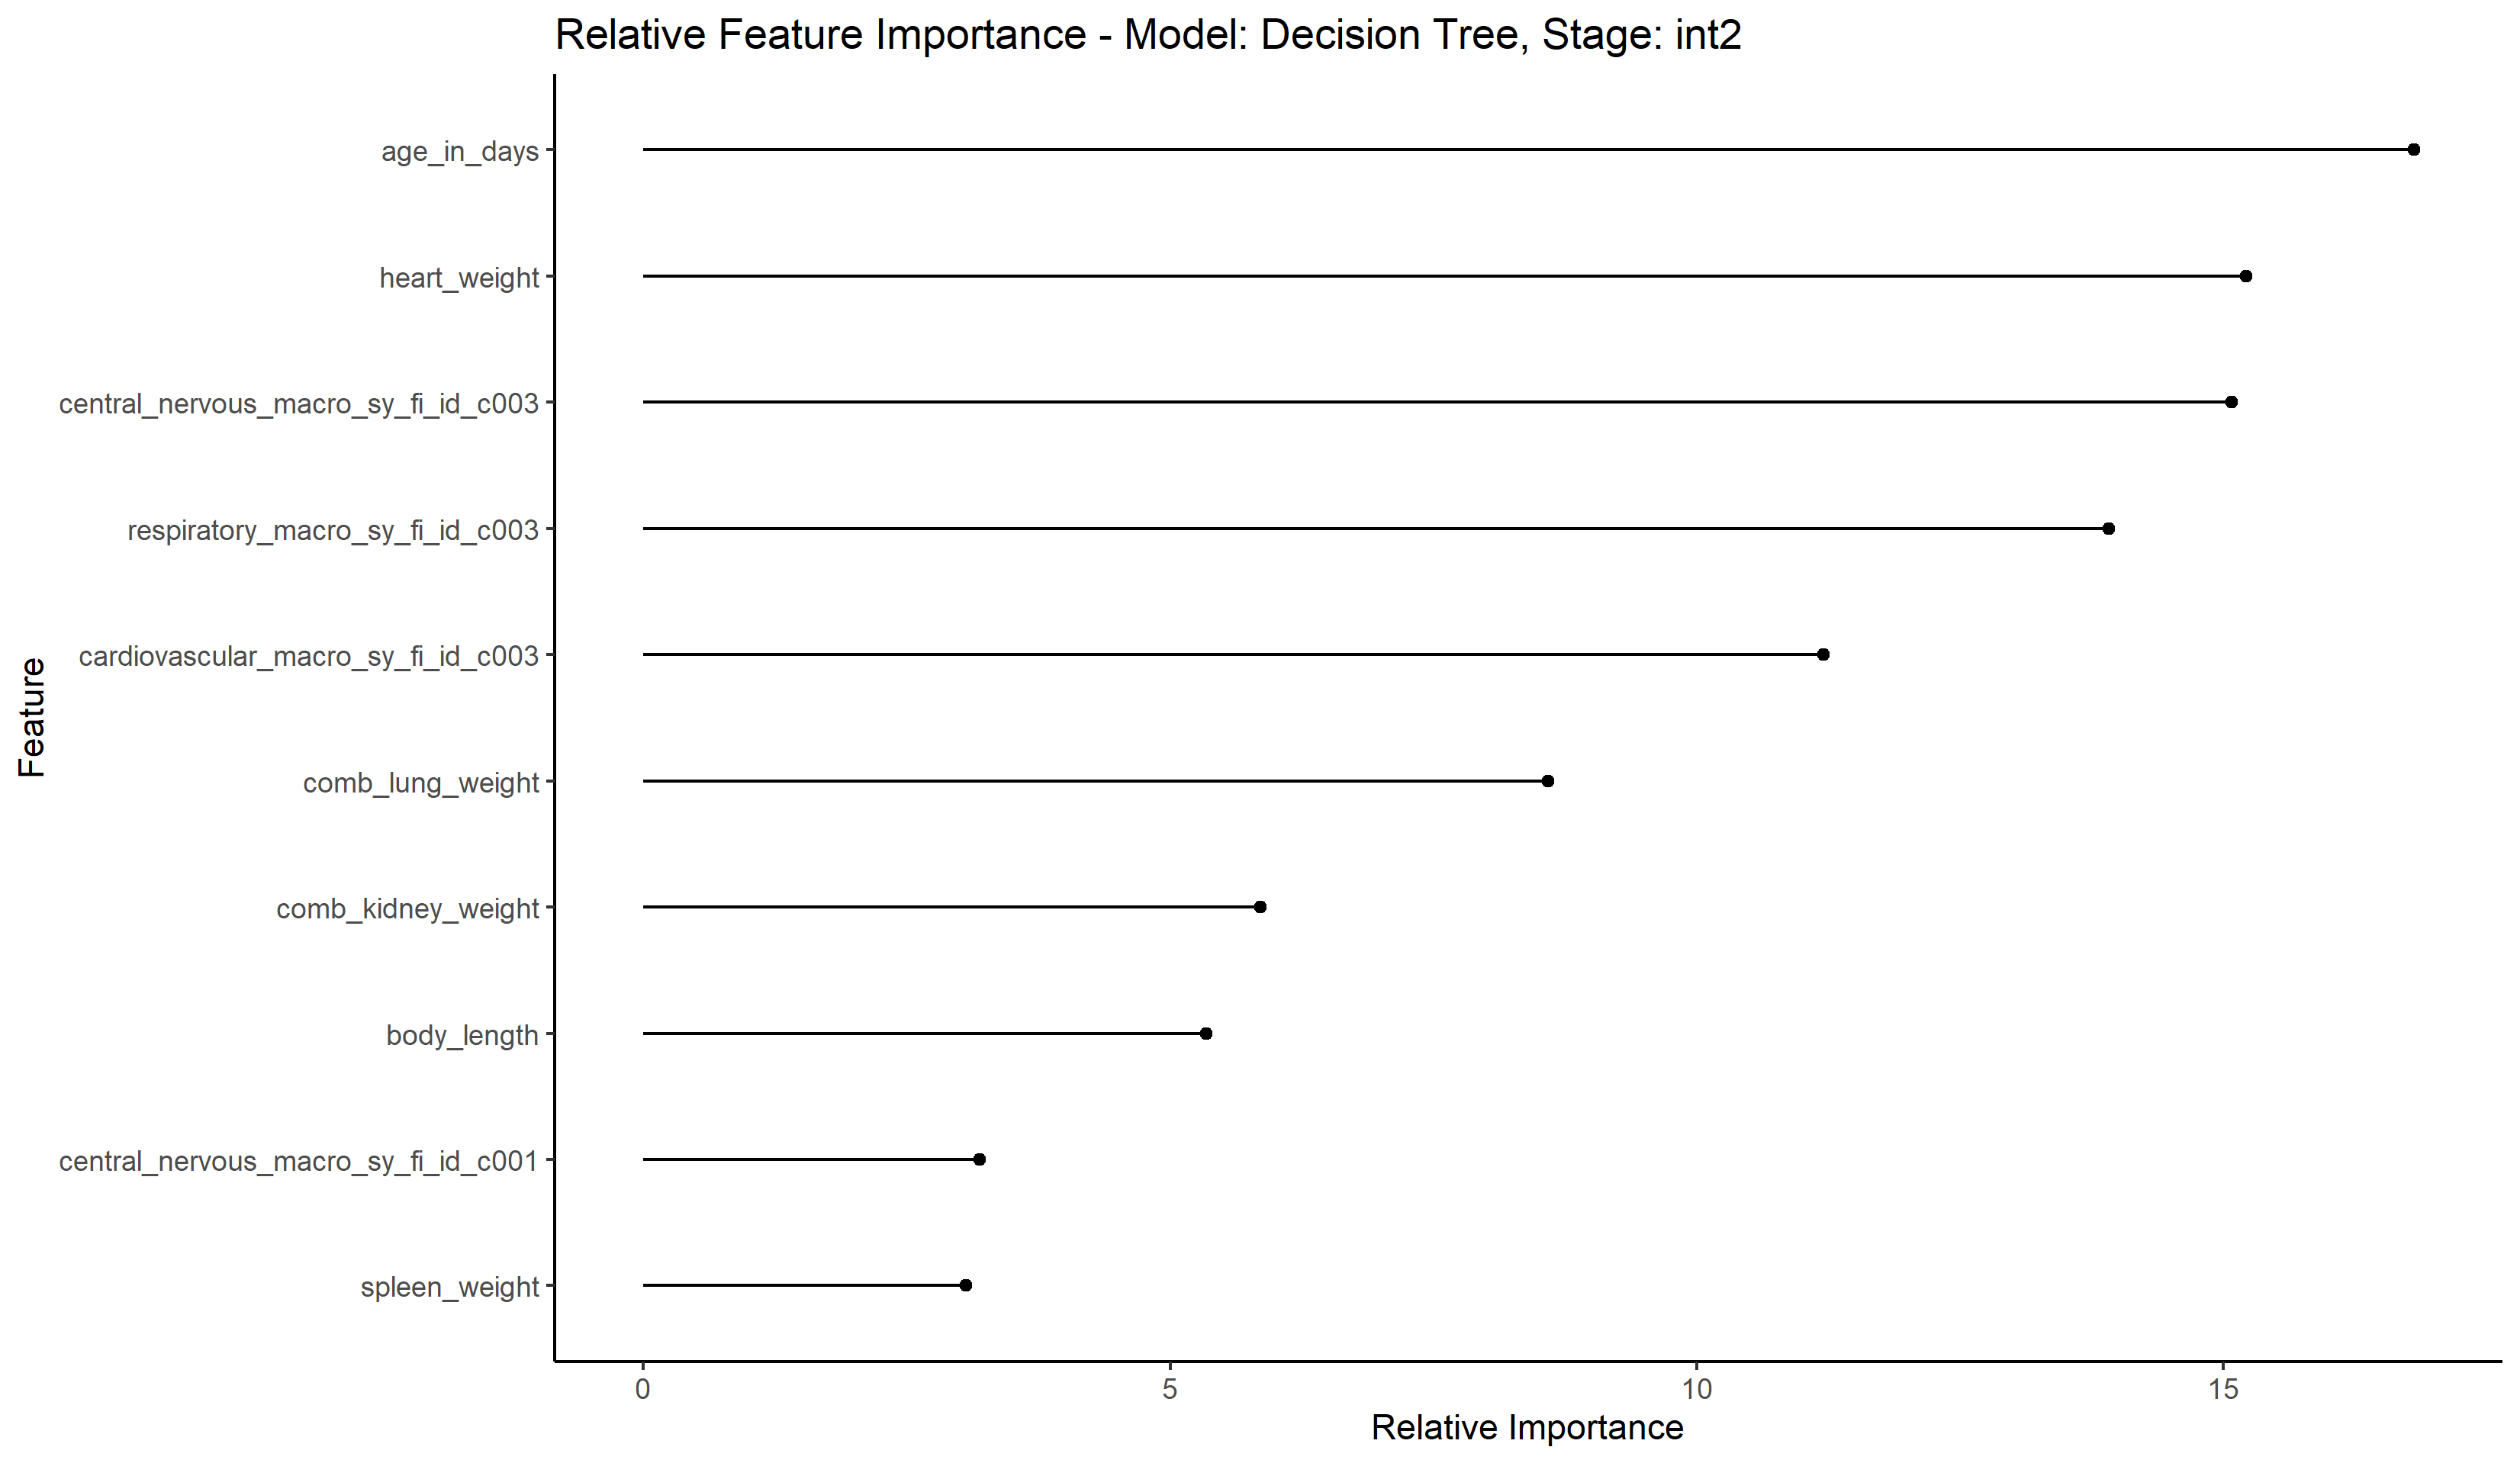 Relative Feature Importance - Model: Decision Tree, Stage: int2
Feature
age_in_days
heart_weight
central_nervous_macro_sy_fi_id_c003
respiratory_macro_sy_fi_id_c003
cardiovascular_macro_sy_fi_id_c003
comb_lung_weight
comb_kidney_weight
body_length
central_nervous_macro_sy_fi_id_c001
spleen_weight
0 5 10 15
Relative Importance